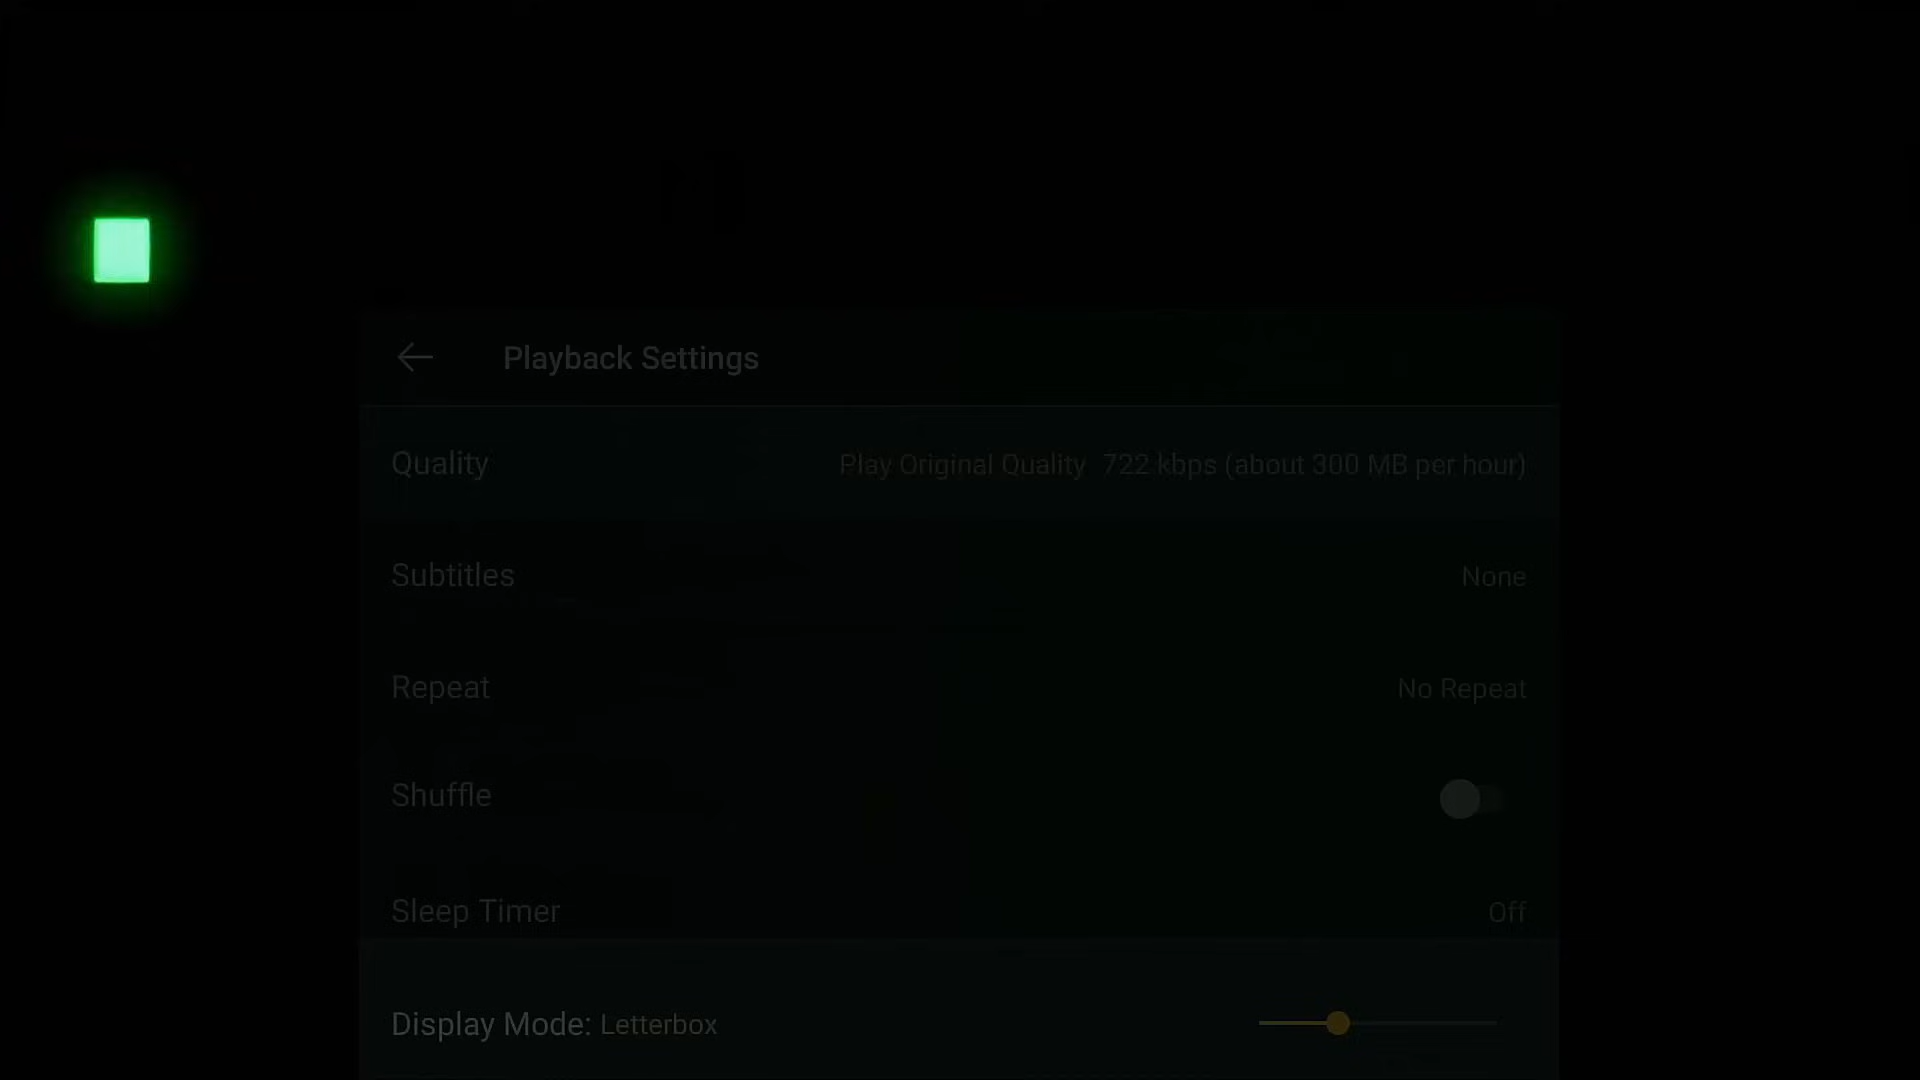 Playback Settings
Quality Play Original Quality 722 kbps (about 300 MB per hour)
Subtitles None
Repeat No Repeat
Shuffle
Sleep Timer Off
Display Mode: Letterbox